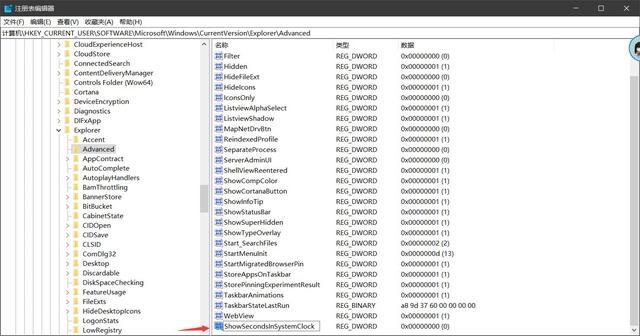 注册表编辑器
文件(F) 编辑(E) 查看(V) 收藏夹(A) 帮助(H)
计算机\HKEY_CURRENT_USER\SOFTWARE\Microsoft\Windows\CurrentVersion\Explorer\Advanced
CloudExperienceHost
CloudStore
ConnectedSearch
ContentDeliveryManager
Controls Folder (Wow64)
Cortana
DeviceEncryption
Diagnostics
DIFxApp
Explorer
Accent
Advanced
AppContract
AutoComplete
AutoplayHandlers
BamThrottling
BannerStore
BitBucket
CabinetState
CIDOpen
CIDSave
CLSID
ComDlg32
Desktop
Discardable
DiskSpaceChecking
FeatureUsage
FileExts
HideDesktopIcons
LogonStats
LowRegistry
名称 类型 数据
Filter REG_DWORD 0x00000000 (0)
Hidden REG_DWORD 0x00000001 (1)
HideFileExt REG_DWORD 0x00000000 (0)
HideIcons REG_DWORD 0x00000001 (1)
IconsOnly REG_DWORD 0x00000000 (0)
ListviewAlphaSelect REG_DWORD 0x00000001 (1)
ListviewShadow REG_DWORD 0x00000001 (1)
MapNetDrvBtn REG_DWORD 0x00000000 (0)
ReindexedProfile REG_DWORD 0x00000001 (1)
SeparateProcess REG_DWORD 0x00000000 (0)
ServerAdminUI REG_DWORD 0x00000000 (0)
ShellViewReentered REG_DWORD 0x00000001 (1)
ShowCompColor REG_DWORD 0x00000001 (1)
ShowCortanaButton REG_DWORD 0x00000001 (1)
ShowInfoTip REG_DWORD 0x00000001 (1)
ShowStatusBar REG_DWORD 0x00000001 (1)
ShowSuperHidden REG_DWORD 0x00000001 (1)
ShowTypeOverlay REG_DWORD 0x00000001 (1)
Start_SearchFiles REG_DWORD 0x00000002 (2)
StartMenuInit REG_DWORD 0x0000000d (13)
StartMigratedBrowserPin REG_DWORD 0x00000001 (1)
StoreAppsOnTaskbar REG_DWORD 0x00000001 (1)
StorePinningExperimentResult REG_DWORD 0x00000000 (0)
TaskbarAnimations REG_DWORD 0x00000001 (1)
TaskbarStateLastRun REG_BINARY a8 9d 37 60 00 00 00 00
WebView REG_DWORD 0x00000001 (1)
ShowSecondsInSystemClock REG_DWORD 0x00000000 (0)